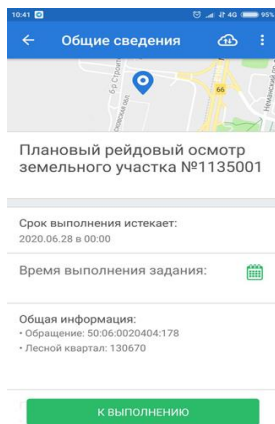 10:41 4G 95%
Общие сведения
66
Плановый рейдовый осмотр
земельного участка №1135001
Срок выполнения истекает:
2020.06.28 в 00:00
Время выполнения задания:
Общая информация:
• Обращение: 50:06:0020404:178
• Лесной квартал: 130670
К ВЫПОЛНЕНИЮ